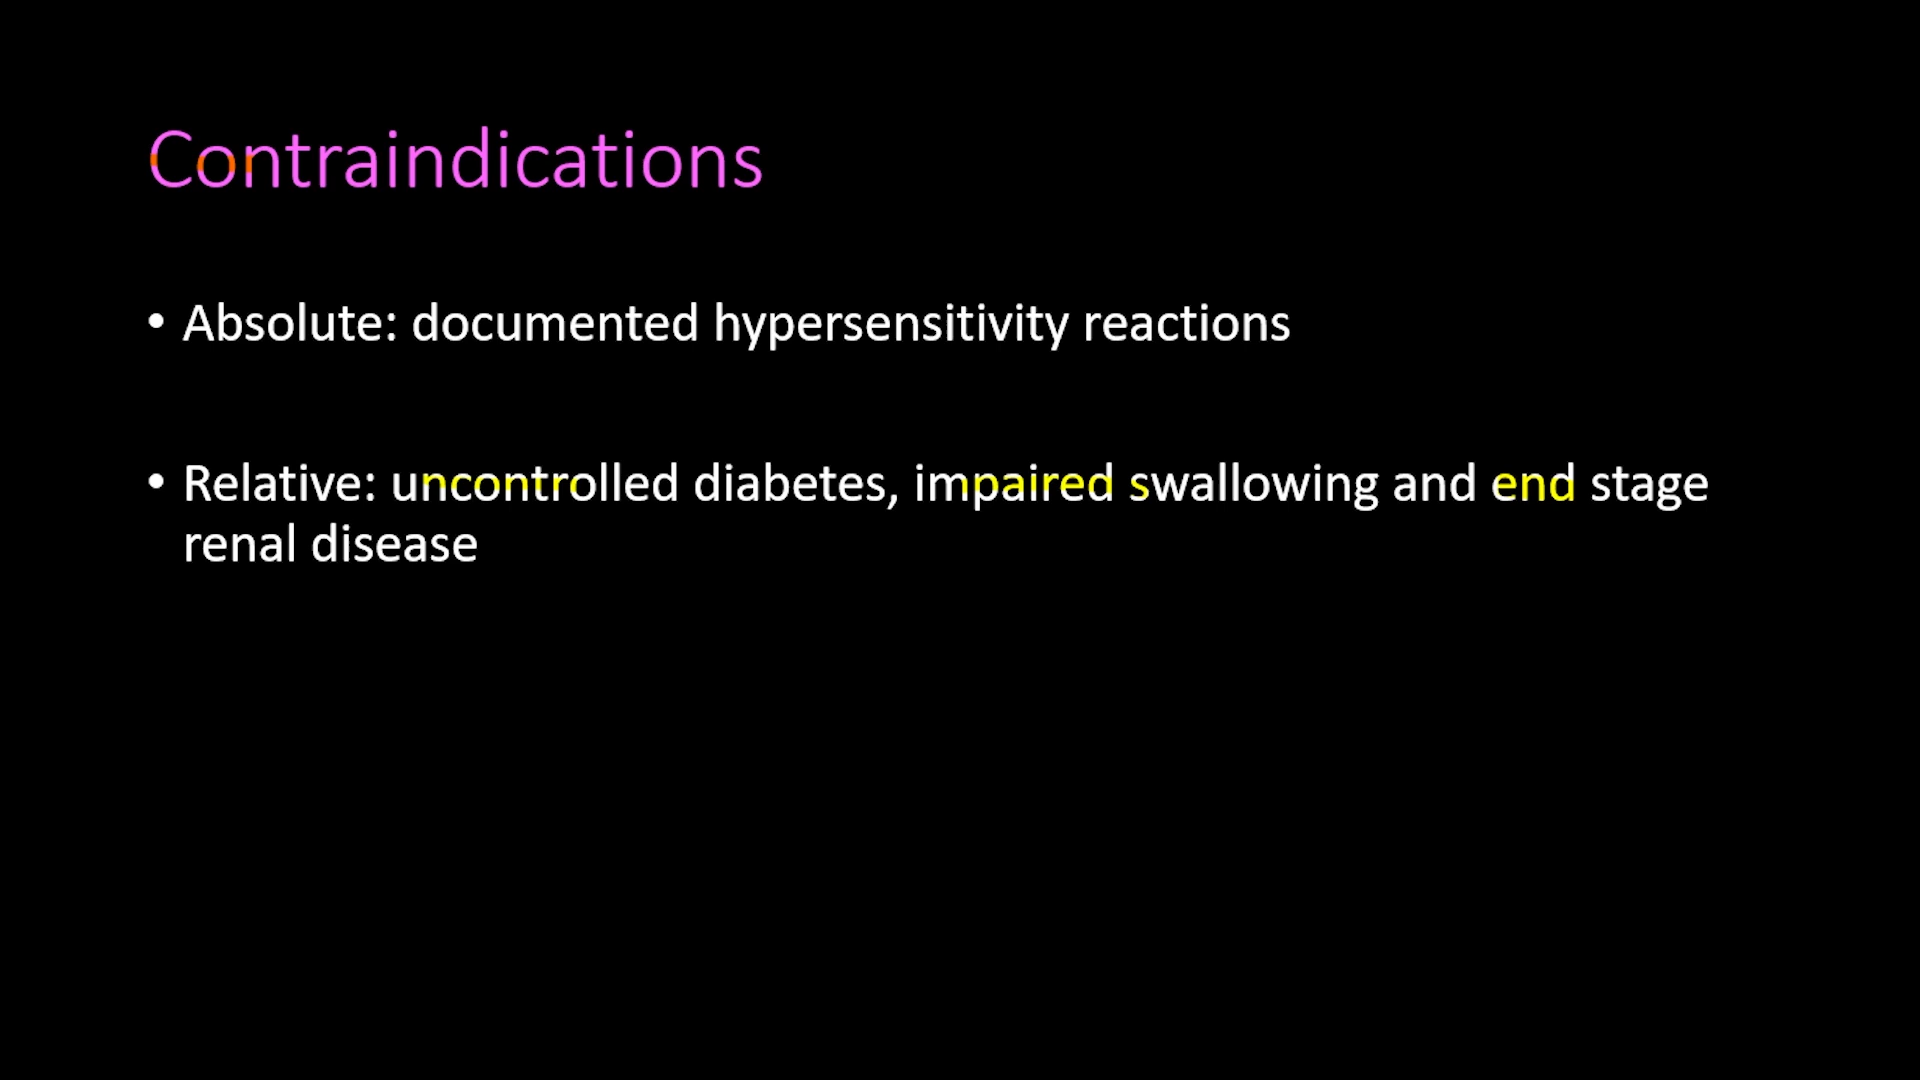 Contraindications
• Absolute: documented hypersensitivity reactions
• Relative: uncontrolled diabetes, impaired swallowing and end stage
renal disease